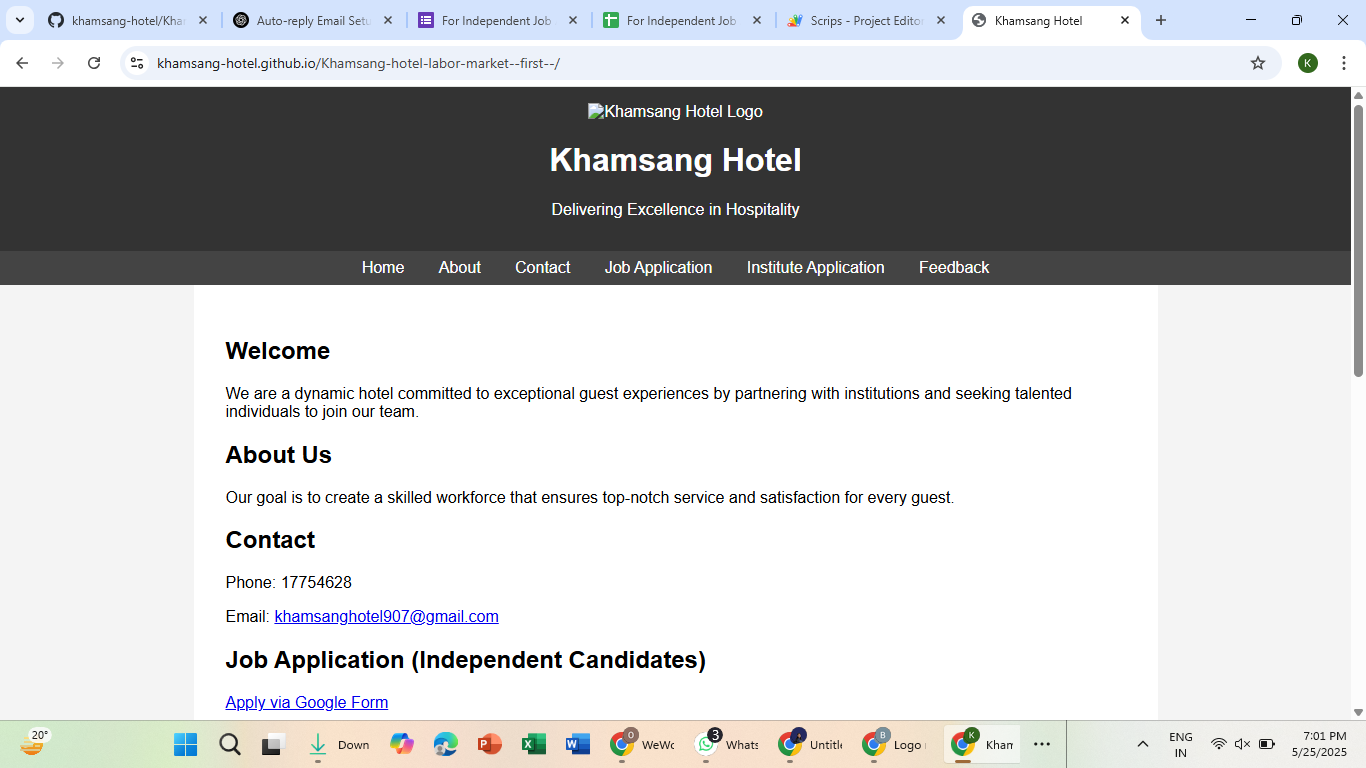 khamsang-hotel/Kha
Auto-reply Email Setu
For Independent Job
For Independent Job
Scrips - Project Editor
Khamsang Hotel
khamsang-hotel.github.io/Khamsang-hotel-labor-market--first--/
K
Khamsang Hotel Logo
Khamsang Hotel
Delivering Excellence in Hospitality
Home About Contact Job Application Institute Application Feedback
Welcome
We are a dynamic hotel committed to exceptional guest experiences by partnering with institutions and seeking talented
individuals to join our team.
About Us
Our goal is to create a skilled workforce that ensures top-notch service and satisfaction for every guest.
Contact
Phone: 17754628
Email: khamsanghotel907@gmail.com
Job Application (Independent Candidates)
Apply via Google Form
20°
Down
WeWo
3
Whats
Untitle
B
Logo
K
Kham
ENG
IN
7:01 PM
5/25/2025